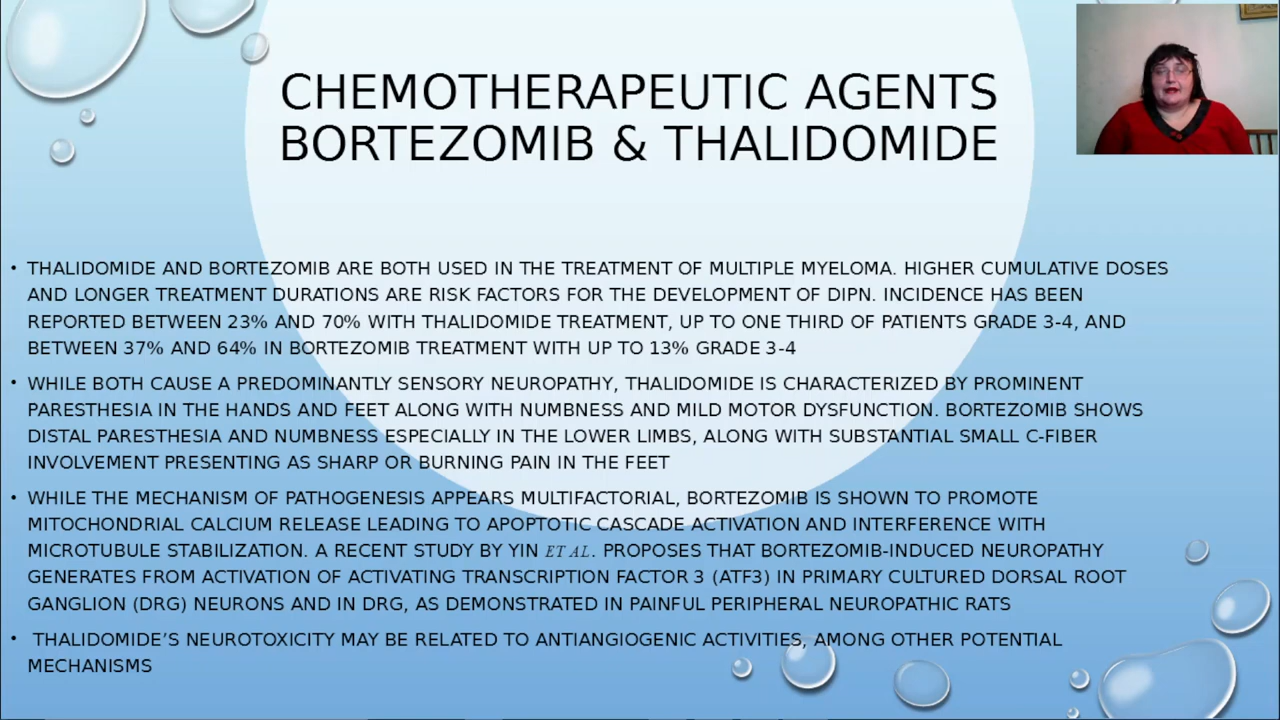 CHEMOTHERAPEUTIC AGENTS
BORTEZOMIB & THALIDOMIDE
• THALIDOMIDE AND BORTEZOMIB ARE BOTH USED IN THE TREATMENT OF MULTIPLE MYELOMA. HIGHER CUMULATIVE DOSES
AND LONGER TREATMENT DURATIONS ARE RISK FACTORS FOR THE DEVELOPMENT OF DIPN. INCIDENCE HAS BEEN
REPORTED BETWEEN 23% AND 70% WITH THALIDOMIDE TREATMENT, UP TO ONE THIRD OF PATIENTS GRADE 3-4, AND
BETWEEN 37% AND 64% IN BORTEZOMIB TREATMENT WITH UP TO 13% GRADE 3-4
• WHILE BOTH CAUSE A PREDOMINANTLY SENSORY NEUROPATHY, THALIDOMIDE IS CHARACTERIZED BY PROMINENT
PARESTHESIA IN THE HANDS AND FEET ALONG WITH NUMBNESS AND MILD MOTOR DYSFUNCTION. BORTEZOMIB SHOWS
DISTAL PARESTHESIA AND NUMBNESS ESPECIALLY IN THE LOWER LIMBS, ALONG WITH SUBSTANTIAL SMALL C-FIBER
INVOLVEMENT PRESENTING AS SHARP OR BURNING PAIN IN THE FEET
• WHILE THE MECHANISM OF PATHOGENESIS APPEARS MULTIFACTORIAL, BORTEZOMIB IS SHOWN TO PROMOTE
MITOCHONDRIAL CALCIUM RELEASE LEADING TO APOPTOTIC CASCADE ACTIVATION AND INTERFERENCE WITH
MICROTUBULE STABILIZATION. A RECENT STUDY BY YIN ET AL. PROPOSES THAT BORTEZOMIB-INDUCED NEUROPATHY
GENERATES FROM ACTIVATION OF ACTIVATING TRANSCRIPTION FACTOR 3 (ATF3) IN PRIMARY CULTURED DORSAL ROOT
GANGLION (DRG) NEURONS AND IN DRG, AS DEMONSTRATED IN PAINFUL PERIPHERAL NEUROPATHIC RATS
• THALIDOMIDE’S NEUROTOXICITY MAY BE RELATED TO ANTIANGIOGENIC ACTIVITIES, AMONG OTHER POTENTIAL
MECHANISMS